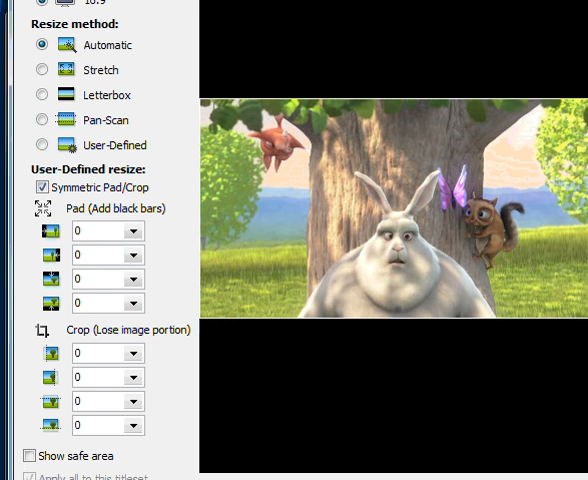 16:9
Resize method:
Automatic
Stretch
Letterbox
Pan-Scan
User-Defined
User-Defined resize:
Symmetric Pad/Crop
Pad (Add black bars)
0
0
0
0
Crop (Lose image portion)
0
0
0
0
Show safe area
Apply all to this titleset